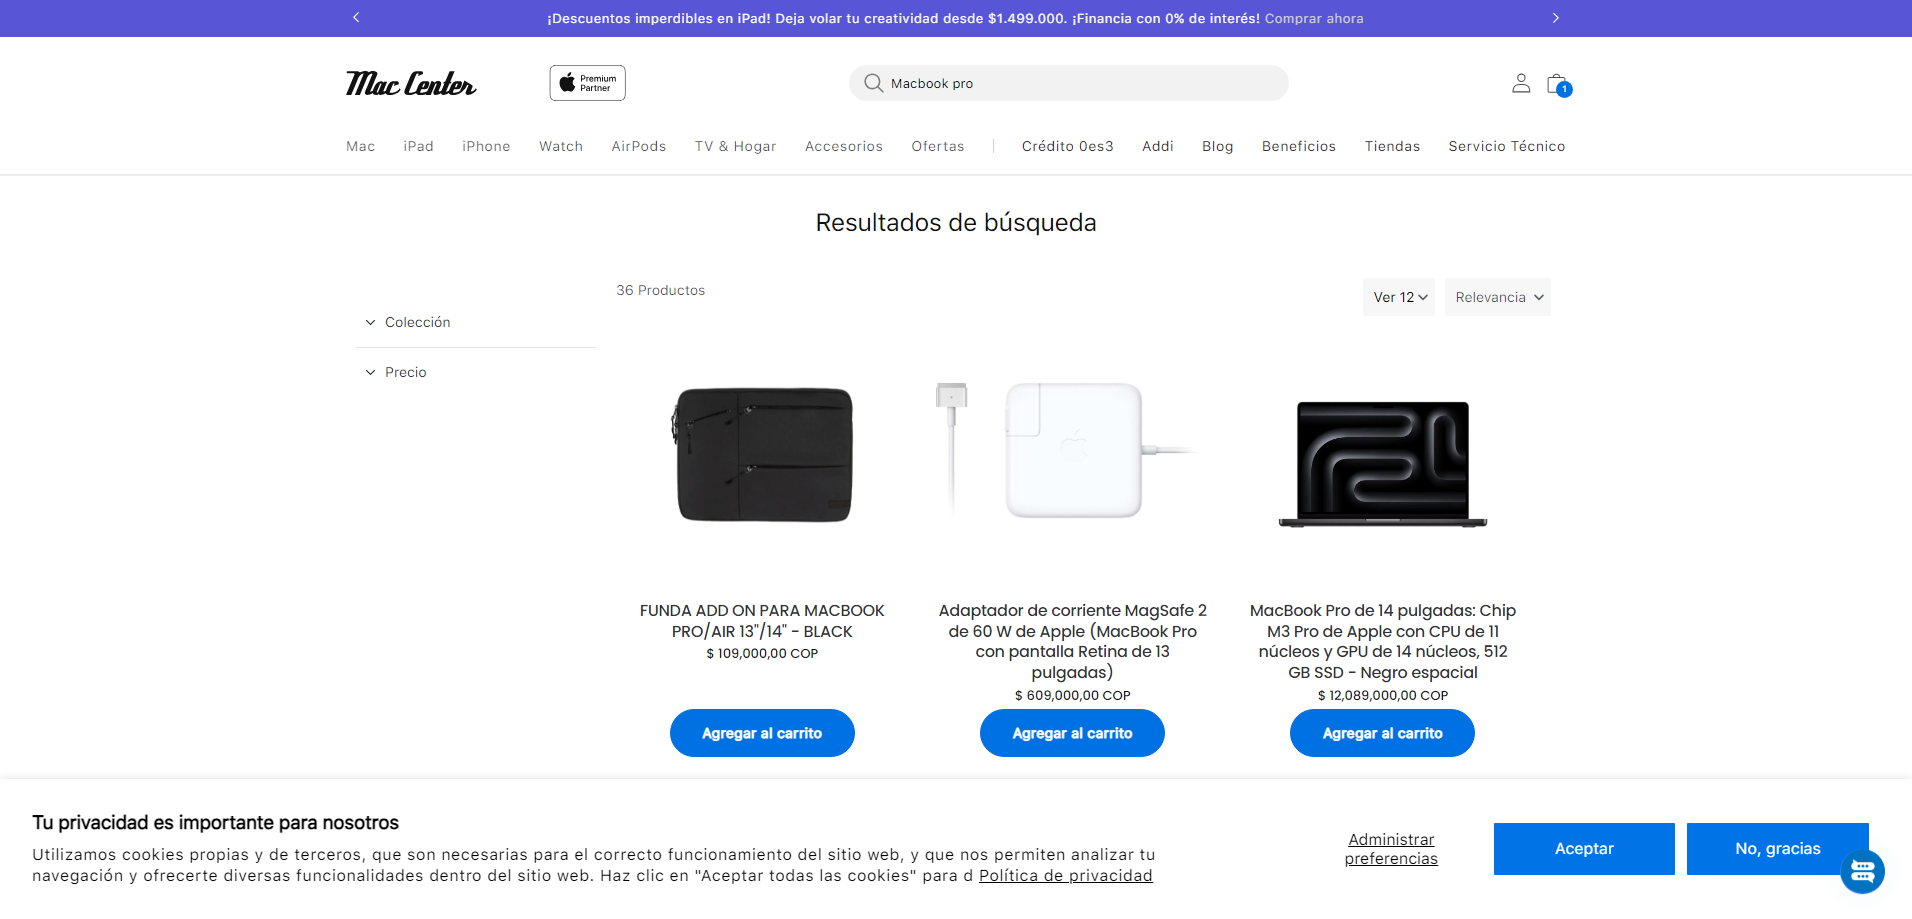 ¡Descuentos imperdibles en iPad! Deja volar tu creatividad desde $1.499.000. ¡Financia con 0% de interés! Comprar ahora
Mac Center
Premium
Partner
Macbook pro
1
Mac iPad iPhone Watch AirPods TV & Hogar Accesorios Ofertas Crédito 0es3 Addi Blog Beneficios Tiendas Servicio Técnico
Resultados de búsqueda
36 Productos
Ver 12
Relevancia
Colección
Precio
FUNDA ADD ON PARA MACBOOK
PRO/AIR 13"/14" - BLACK
$ 109,000,00 COP
Agregar al carrito
Adaptador de corriente MagSafe 2
de 60 W de Apple (MacBook Pro
con pantalla Retina de 13
pulgadas)
$ 609,000,00 COP
Agregar al carrito
MacBook Pro de 14 pulgadas: Chip
M3 Pro de Apple con CPU de 11
núcleos y GPU de 14 núcleos, 512
GB SSD - Negro espacial
$ 12,089,000,00 COP
Agregar al carrito
Tu privacidad es importante para nosotros
Utilizamos cookies propias y de terceros, que son necesarias para el correcto funcionamiento del sitio web, y que nos permiten analizar tu
navegación y ofrecerte diversas funcionalidades dentro del sitio web. Haz clic en "Aceptar todas las cookies" para d Política de privacidad
Administrar
preferencias
Aceptar
No, gracias